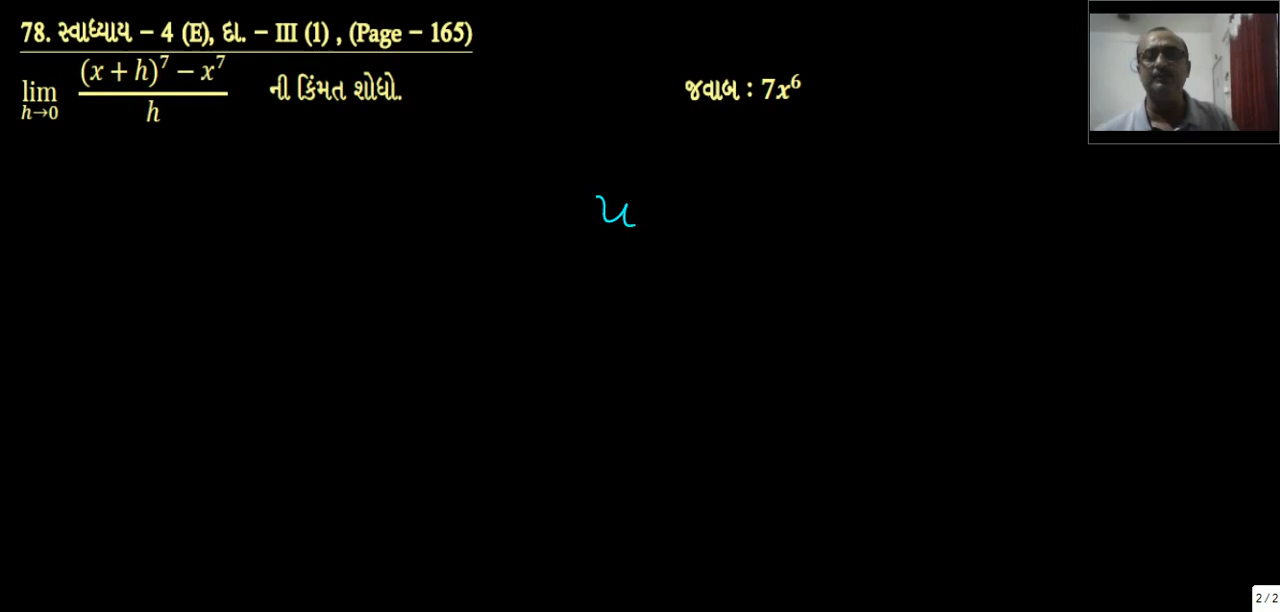 78. સ્વાધ્યાય – 4 (E), દા. – III (1) , (Page – 165)
lim h→0 ((x + h)^7 − x^7) / h ની કિંમત શોધો.
જવાબ : 7x^6
2 / 2